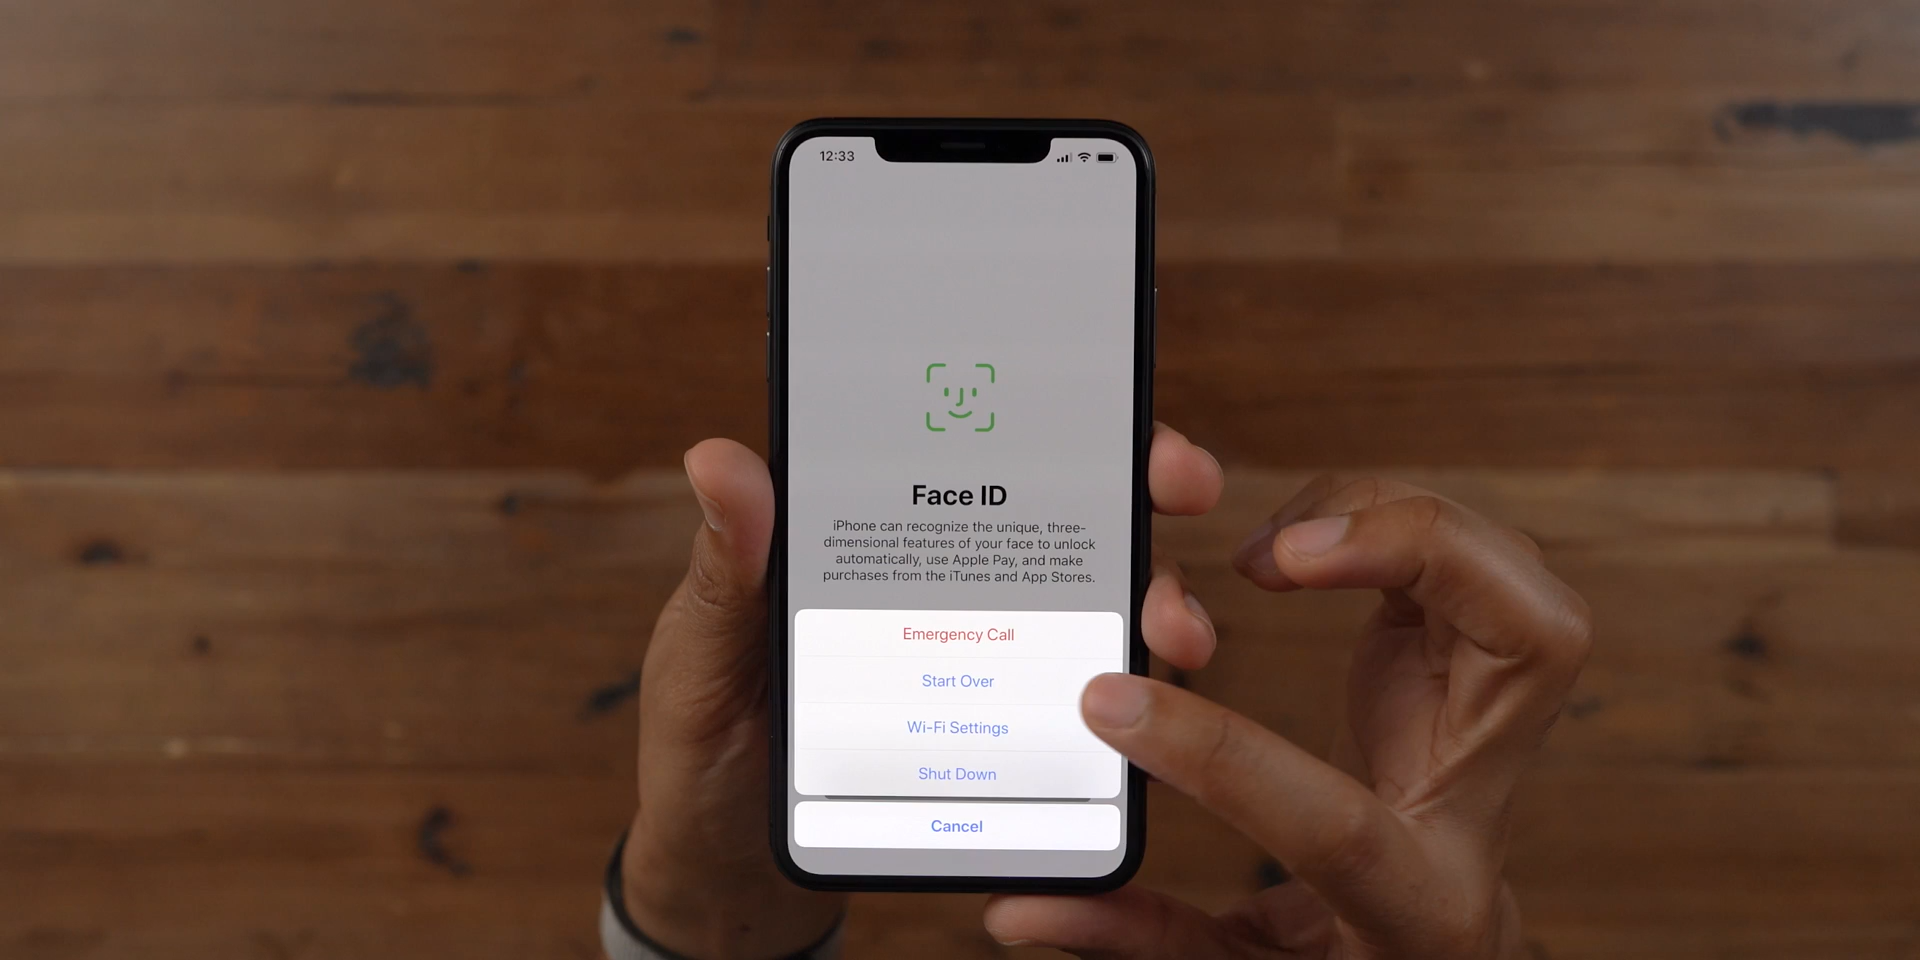 12:33
Face ID
iPhone can recognize the unique, three-
dimensional features of your face to unlock
automatically, use Apple Pay, and make
purchases from the iTunes and App Stores.
Emergency Call
Start Over
Wi-Fi Settings
Shut Down
Cancel